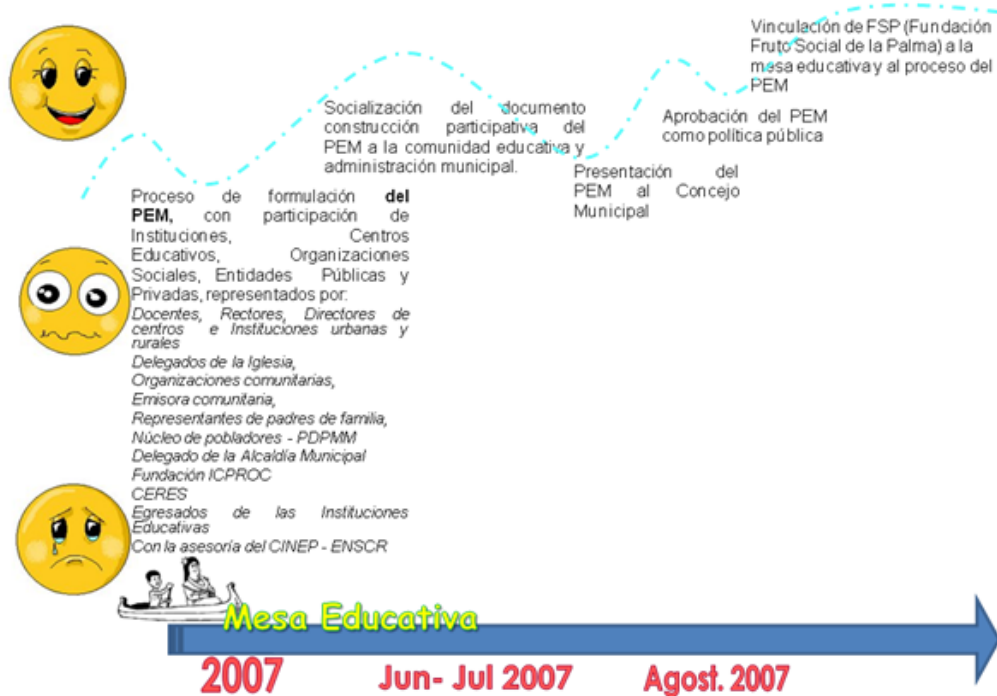 Vinculación de FSP (Fundación
Fruto Social de la Palma) a la
mesa educativa y al proceso del
PEM
Socialización del documento
construcción participativa del
PEM a la comunidad educativa y
administración municipal.
Aprobación del PEM
como política pública
Presentación del
PEM al Concejo
Municipal
Proceso de formulación del
PEM, con participación de
Instituciones, Centros
Educativos, Organizaciones
Sociales, Entidades Públicas y
Privadas, representados por:
Docentes, Rectores, Directores de
centros e Instituciones urbanas y
rurales
Delegados de la Iglesia,
Organizaciones comunitarias,
Emisora comunitaria,
Representantes de padres de familia,
Núcleo de pobladores - PDPMM
Delegado de la Alcaldía Municipal
Fundación ICPROC
CERES
Egresados de las Instituciones
Educativas
Con la asesoría del CINEP - ENSCR
Mesa Educativa
2007
Jun- Jul 2007
Agost. 2007